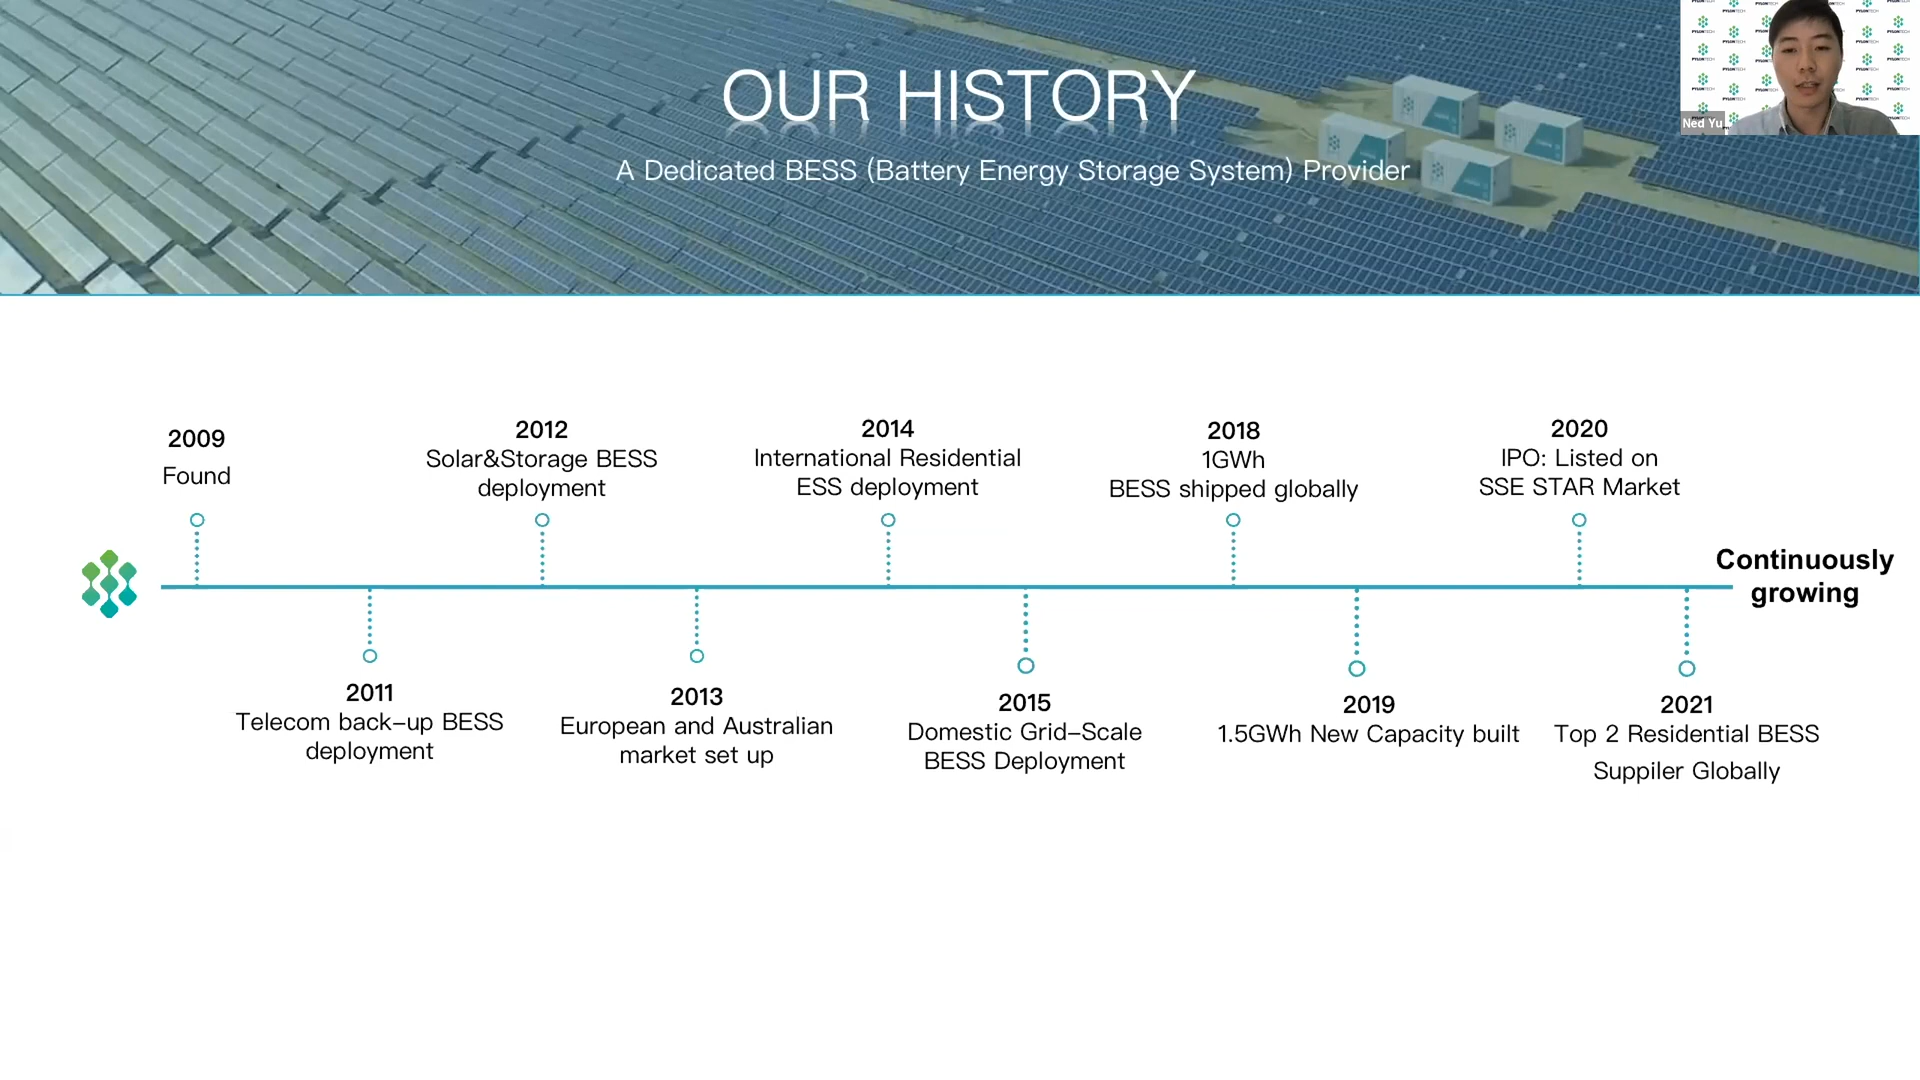 OUR HISTORY
A Dedicated BESS (Battery Energy Storage System) Provider
PYLONTECH
Ned Yu
2009
Found
2012
Solar&Storage BESS
deployment
2014
International Residential
ESS deployment
2018
1GWh
BESS shipped globally
2020
IPO: Listed on
SSE STAR Market
Continuously
growing
2011
Telecom back-up BESS
deployment
2013
European and Australian
market set up
2015
Domestic Grid-Scale
BESS Deployment
2019
1.5GWh New Capacity built
2021
Top 2 Residential BESS
Suppiler Globally